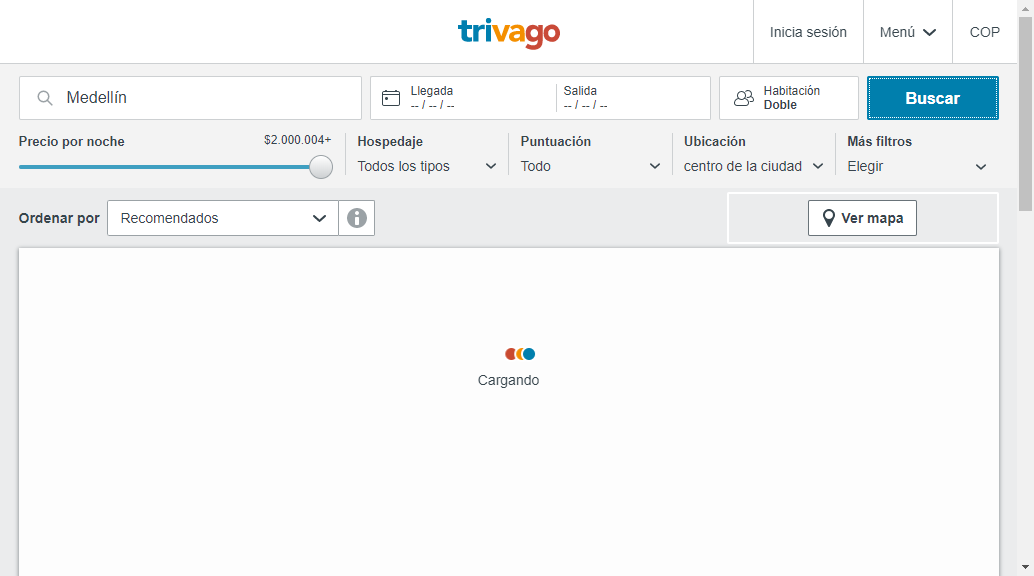 trivago
Inicia sesión
Menú
COP
Medellín
Llegada
-- / -- / --
Salida
-- / -- / --
Habitación
Doble
Buscar
Precio por noche
$2.000.004+
Hospedaje
Todos los tipos
Puntuación
Todo
Ubicación
centro de la ciudad
Más filtros
Elegir
Ordenar por
Recomendados
Ver mapa
Cargando